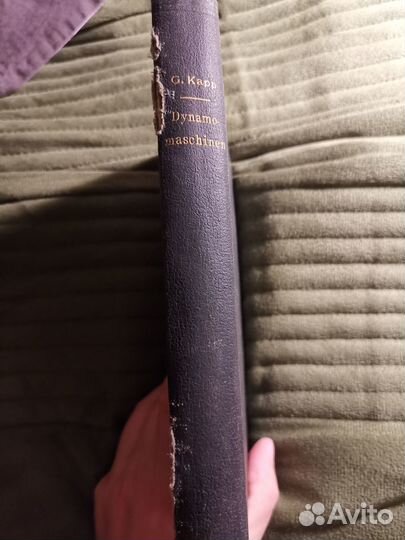 G. Kapp
Dynamo-
maschinen
Avito